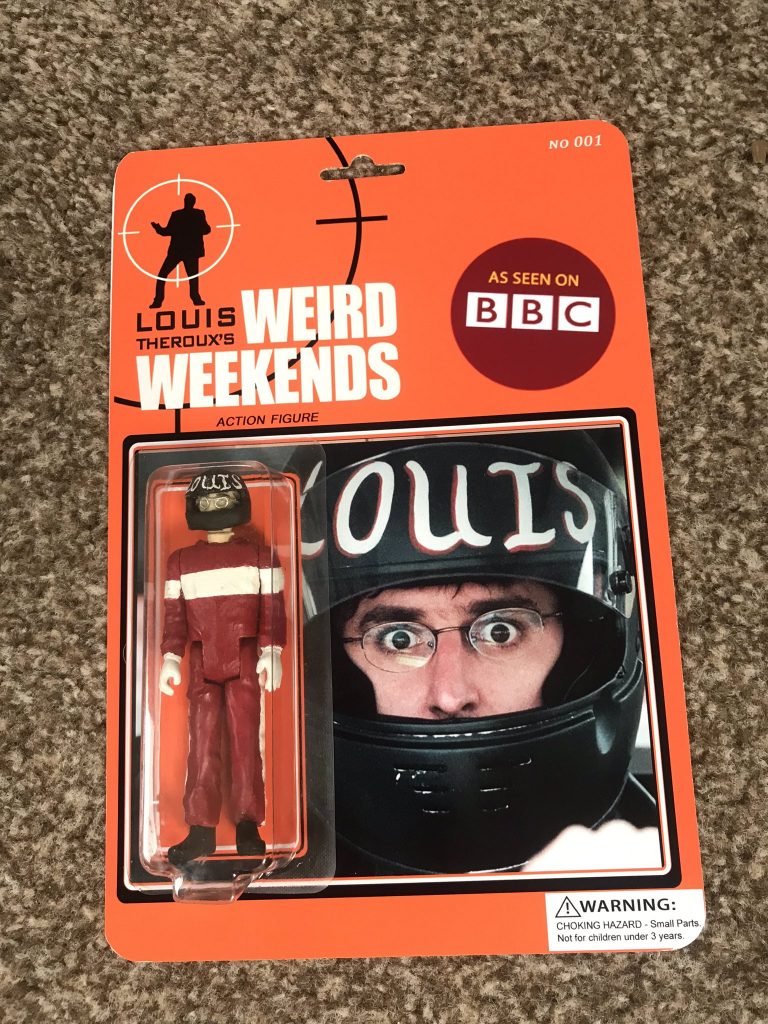 NO 001
AS SEEN ON
BBC
LOUIS
THEROUX'S
WEIRD
WEEKENDS
ACTION FIGURE
LOUIS
LOUIS
WARNING:
CHOKING HAZARD - Small Parts.
Not for children under 3 years.